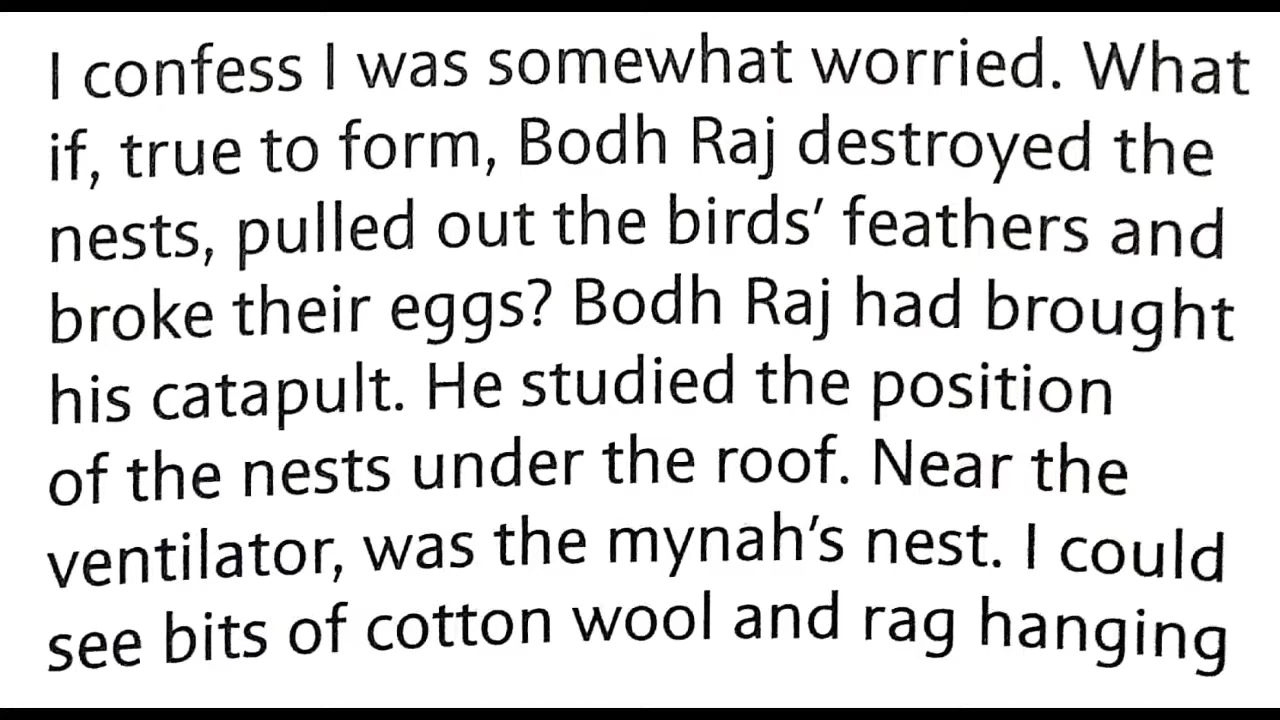 I confess I was somewhat worried. What
if, true to form, Bodh Raj destroyed the
nests, pulled out the birds’ feathers and
broke their eggs? Bodh Raj had brought
his catapult. He studied the position
of the nests under the roof. Near the
ventilator, was the mynah’s nest. I could
see bits of cotton wool and rag hanging